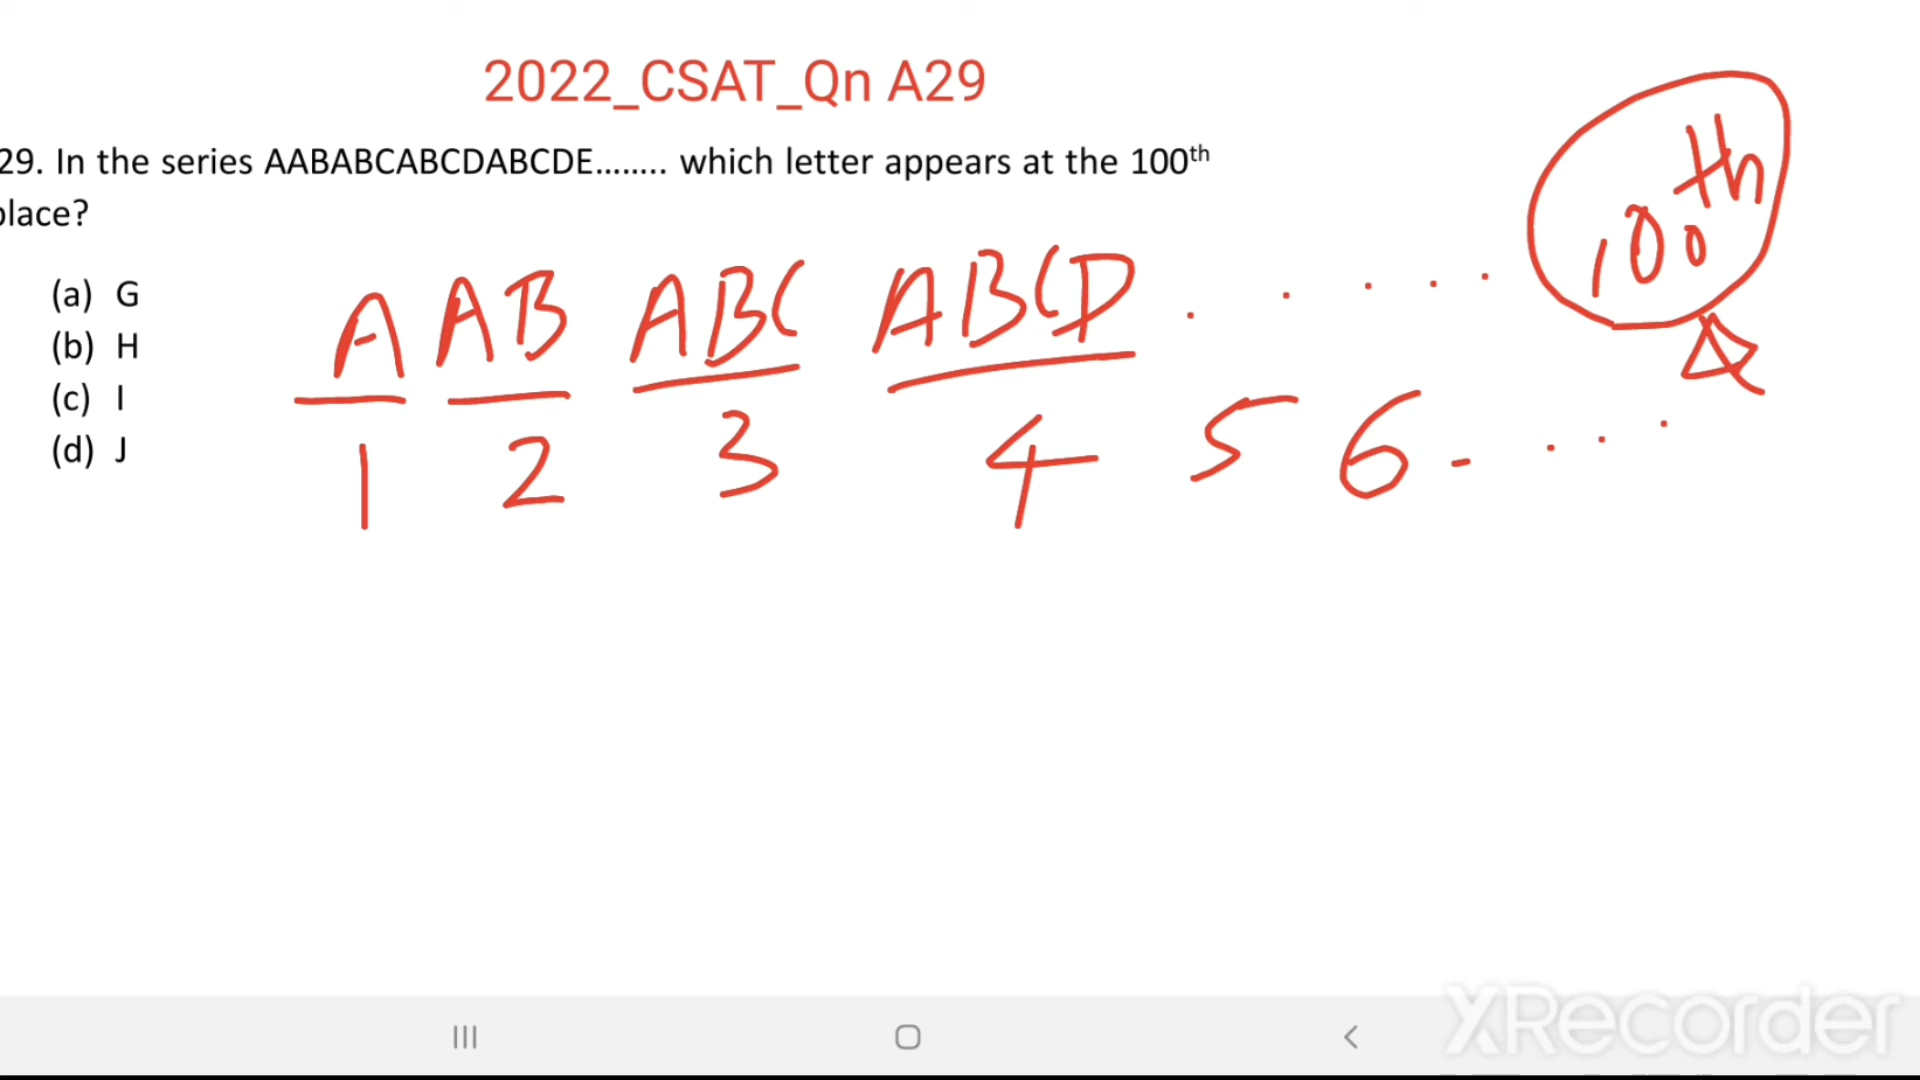 2022_CSAT_Qn A29
29. In the series AABABCABCDABCDE........ which letter appears at the 100th
place?
(a) G
(b) H
(c) I
(d) J
A AB ABC ABCD . . . . . 100th
1 2 3 4 5 6 - . . .
XRecorder